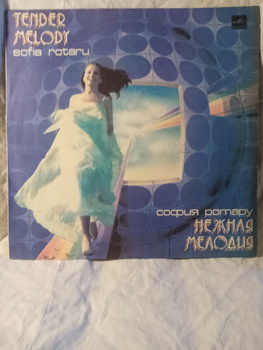 TENDER
MELODY
sofia rotaru
софия ротару
НЕЖНАЯ
МЕЛОДИЯ